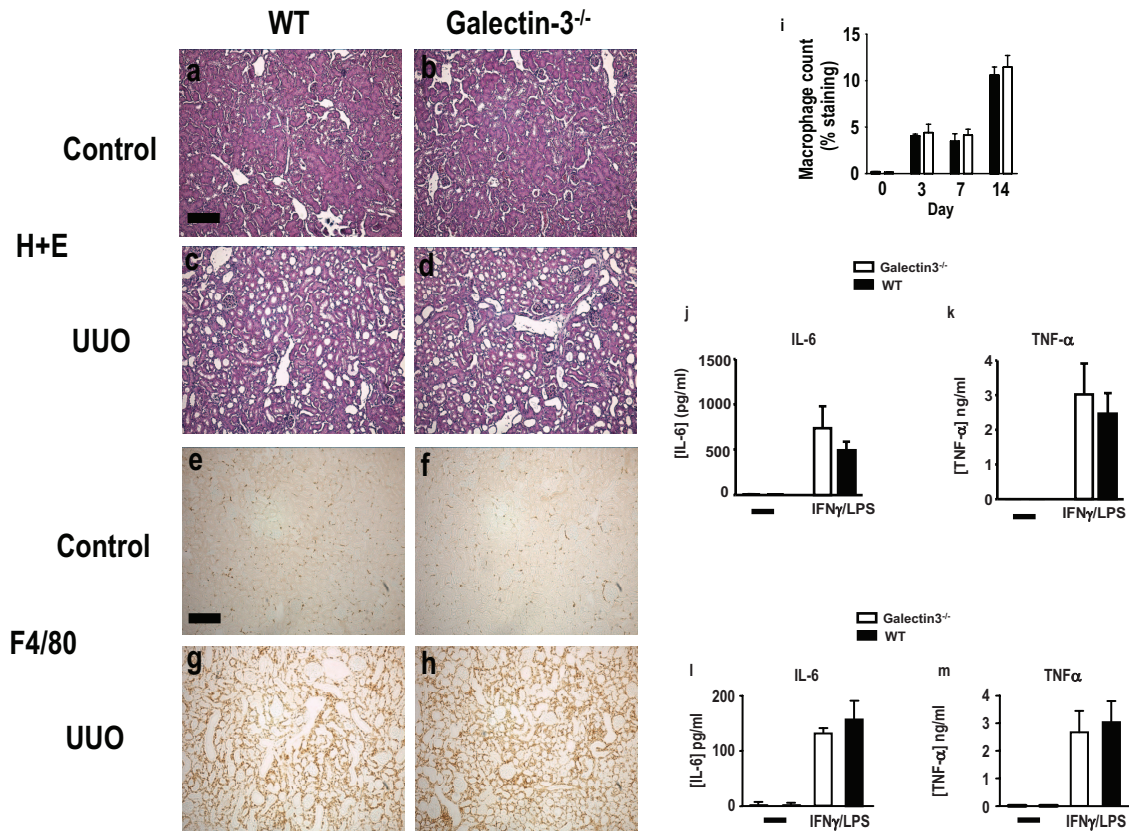 WT Galectin-3-/-
Control
H+E
UUO
Control
F4/80
UUO
a
b
c
d
e
f
g
h
i
Macrophage count
(% staining)
15
10
5
0
0 3 7 14
Day
Galectin3-/-
WT
j
IL-6
[IL-6] (pg/ml)
1500
1000
500
0
IFNγ/LPS
k
TNF-α
[TNF-α] ng/ml
4
3
2
1
0
IFNγ/LPS
Galectin3-/-
WT
l
IL-6
[IL-6] pg/ml
200
100
0
IFNγ/LPS
m
TNFα
[TNF-α] ng/ml
4
3
2
1
0
IFNγ/LPS